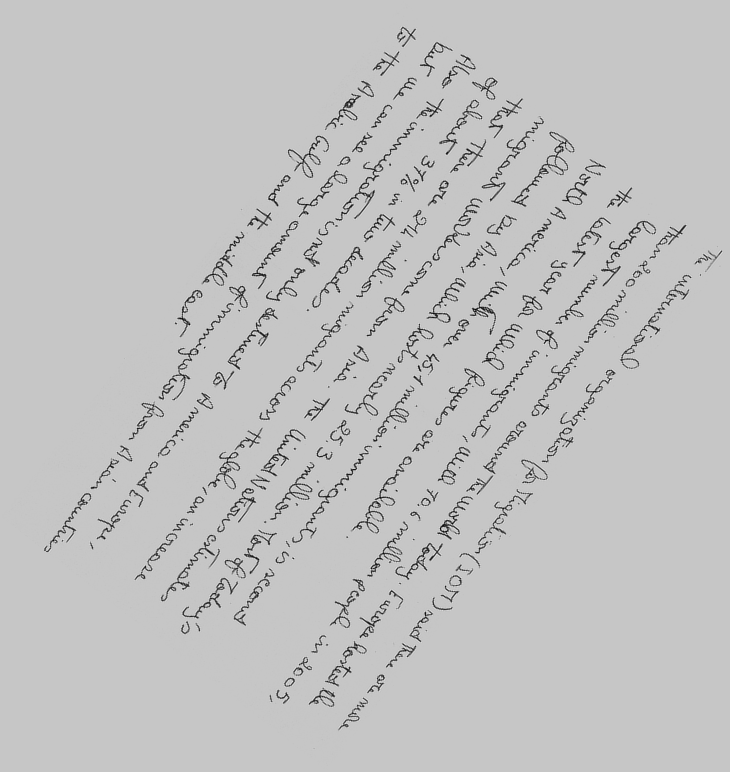 The international organization for Migration (IOM) said there are more
than 200 million migrants around the world today. Europe hosted the
largest number of immigrants, with 70.6 million people in 2005,
the latest year for which figures are available.
North America, with over 45,1 million immigrants, is second
followed by Asia, which hosts nearly 25.3 million. Most of Today's
migrant workers come from Asia. The United Nations estimates
that there are 214 million migrants across the globe, an increase
of about 37% in two decades.
Also the immigration is not only destined to America and Europe,
but we can see a large amount of immigration from Asian countries
to the Arabic Gulf and the middle east.